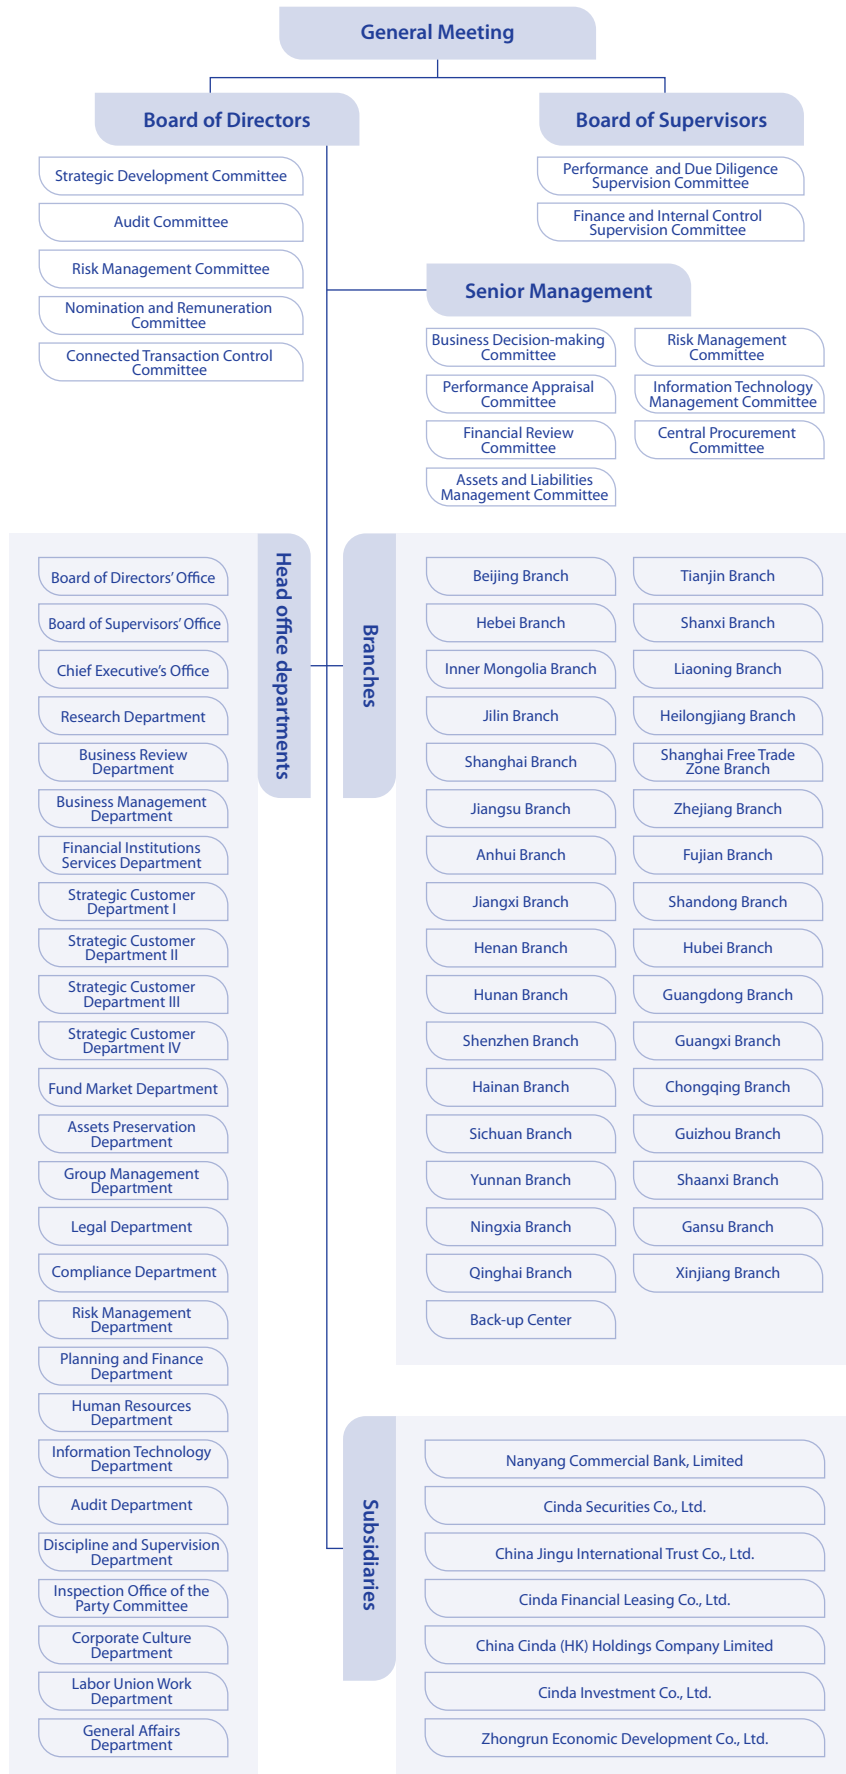 General Meeting
Board of Directors
Strategic Development Committee
Audit Committee
Risk Management Committee
Nomination and Remuneration
Committee
Connected Transaction Control
Committee
Board of Supervisors
Performance and Due Diligence
Supervision Committee
Finance and Internal Control
Supervision Committee
Senior Management
Business Decision-making
Committee
Risk Management
Committee
Performance Appraisal
Committee
Information Technology
Management Committee
Financial Review
Committee
Central Procurement
Committee
Assets and Liabilities
Management Committee
Head office departments
Board of Directors' Office
Board of Supervisors' Office
Chief Executive's Office
Research Department
Business Review
Department
Business Management
Department
Financial Institutions
Services Department
Strategic Customer
Department I
Strategic Customer
Department II
Strategic Customer
Department III
Strategic Customer
Department IV
Fund Market Department
Assets Preservation
Department
Group Management
Department
Legal Department
Compliance Department
Risk Management
Department
Planning and Finance
Department
Human Resources
Department
Information Technology
Department
Audit Department
Discipline and Supervision
Department
Inspection Office of the
Party Committee
Corporate Culture
Department
Labor Union Work
Department
General Affairs
Department
Branches
Beijing Branch
Tianjin Branch
Hebei Branch
Shanxi Branch
Inner Mongolia Branch
Liaoning Branch
Jilin Branch
Heilongjiang Branch
Shanghai Branch
Shanghai Free Trade
Zone Branch
Jiangsu Branch
Zhejiang Branch
Anhui Branch
Fujian Branch
Jiangxi Branch
Shandong Branch
Henan Branch
Hubei Branch
Hunan Branch
Guangdong Branch
Shenzhen Branch
Guangxi Branch
Hainan Branch
Chongqing Branch
Sichuan Branch
Guizhou Branch
Yunnan Branch
Shaanxi Branch
Ningxia Branch
Gansu Branch
Qinghai Branch
Xinjiang Branch
Back-up Center
Subsidiaries
Nanyang Commercial Bank, Limited
Cinda Securities Co., Ltd.
China Jingu International Trust Co., Ltd.
Cinda Financial Leasing Co., Ltd.
China Cinda (HK) Holdings Company Limited
Cinda Investment Co., Ltd.
Zhongrun Economic Development Co., Ltd.